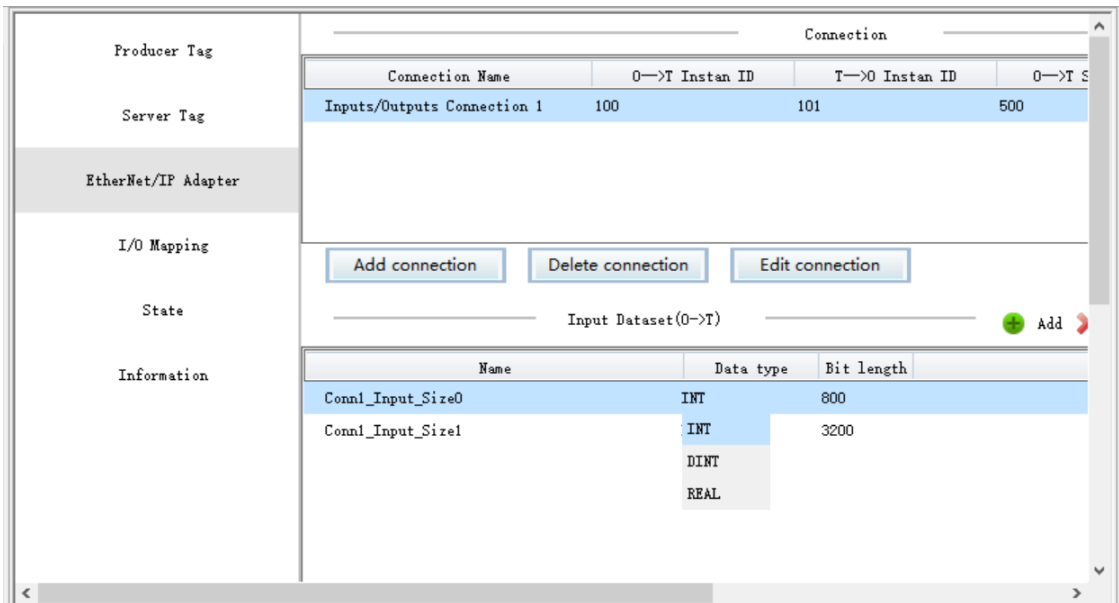 Producer Tag
Server Tag
EtherNet/IP Adapter
I/O Mapping
State
Information
Connection
Connection Name O—>T Instan ID T—>O Instan ID O—>T S
Inputs/Outputs Connection 1 100 101 500
Add connection Delete connection Edit connection
Input Dataset(O->T) Add
Name Data type Bit length
Conn1_Input_Size0 INT 800
Conn1_Input_Size1 INT 3200
DINT
REAL